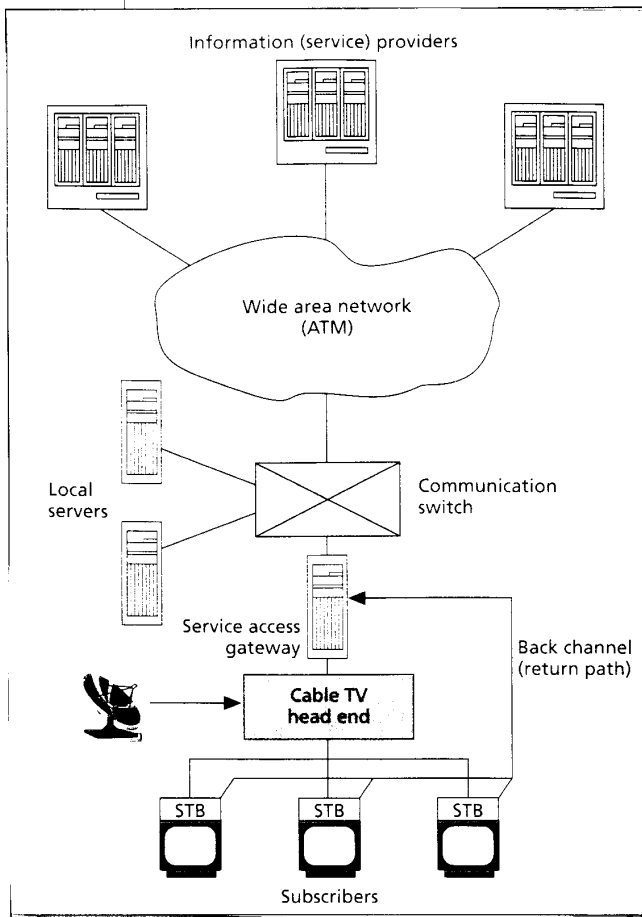 Information (service) providers
Wide area network
(ATM)
Local
servers
Communication
switch
Service access
gateway
Back channel
(return path)
Cable TV
head end
STB
STB
STB
Subscribers